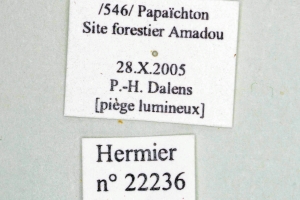 /546/ Papaïchton
Site forestier Amadou
28.X.2005
P.-H. Dalens
[piège lumineux]
Hermier
n° 22236